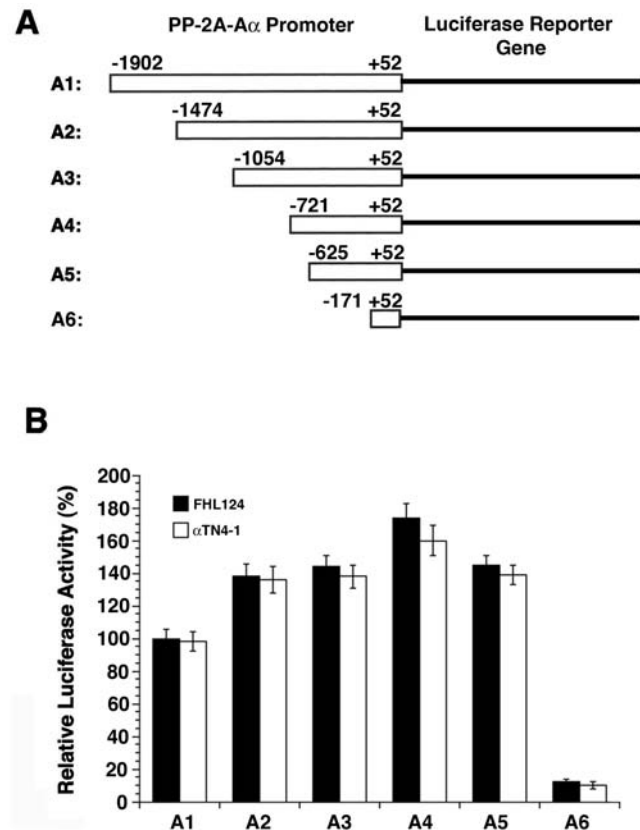 A
PP-2A-Aα Promoter
Luciferase Reporter
Gene
A1: -1902 +52
A2: -1474 +52
A3: -1054 +52
A4: -721 +52
A5: -625 +52
A6: -171 +52
B
Relative Luciferase Activity (%)
200
180
160
140
120
100
80
60
40
20
0
FHL124
αTN4-1
A1 A2 A3 A4 A5 A6